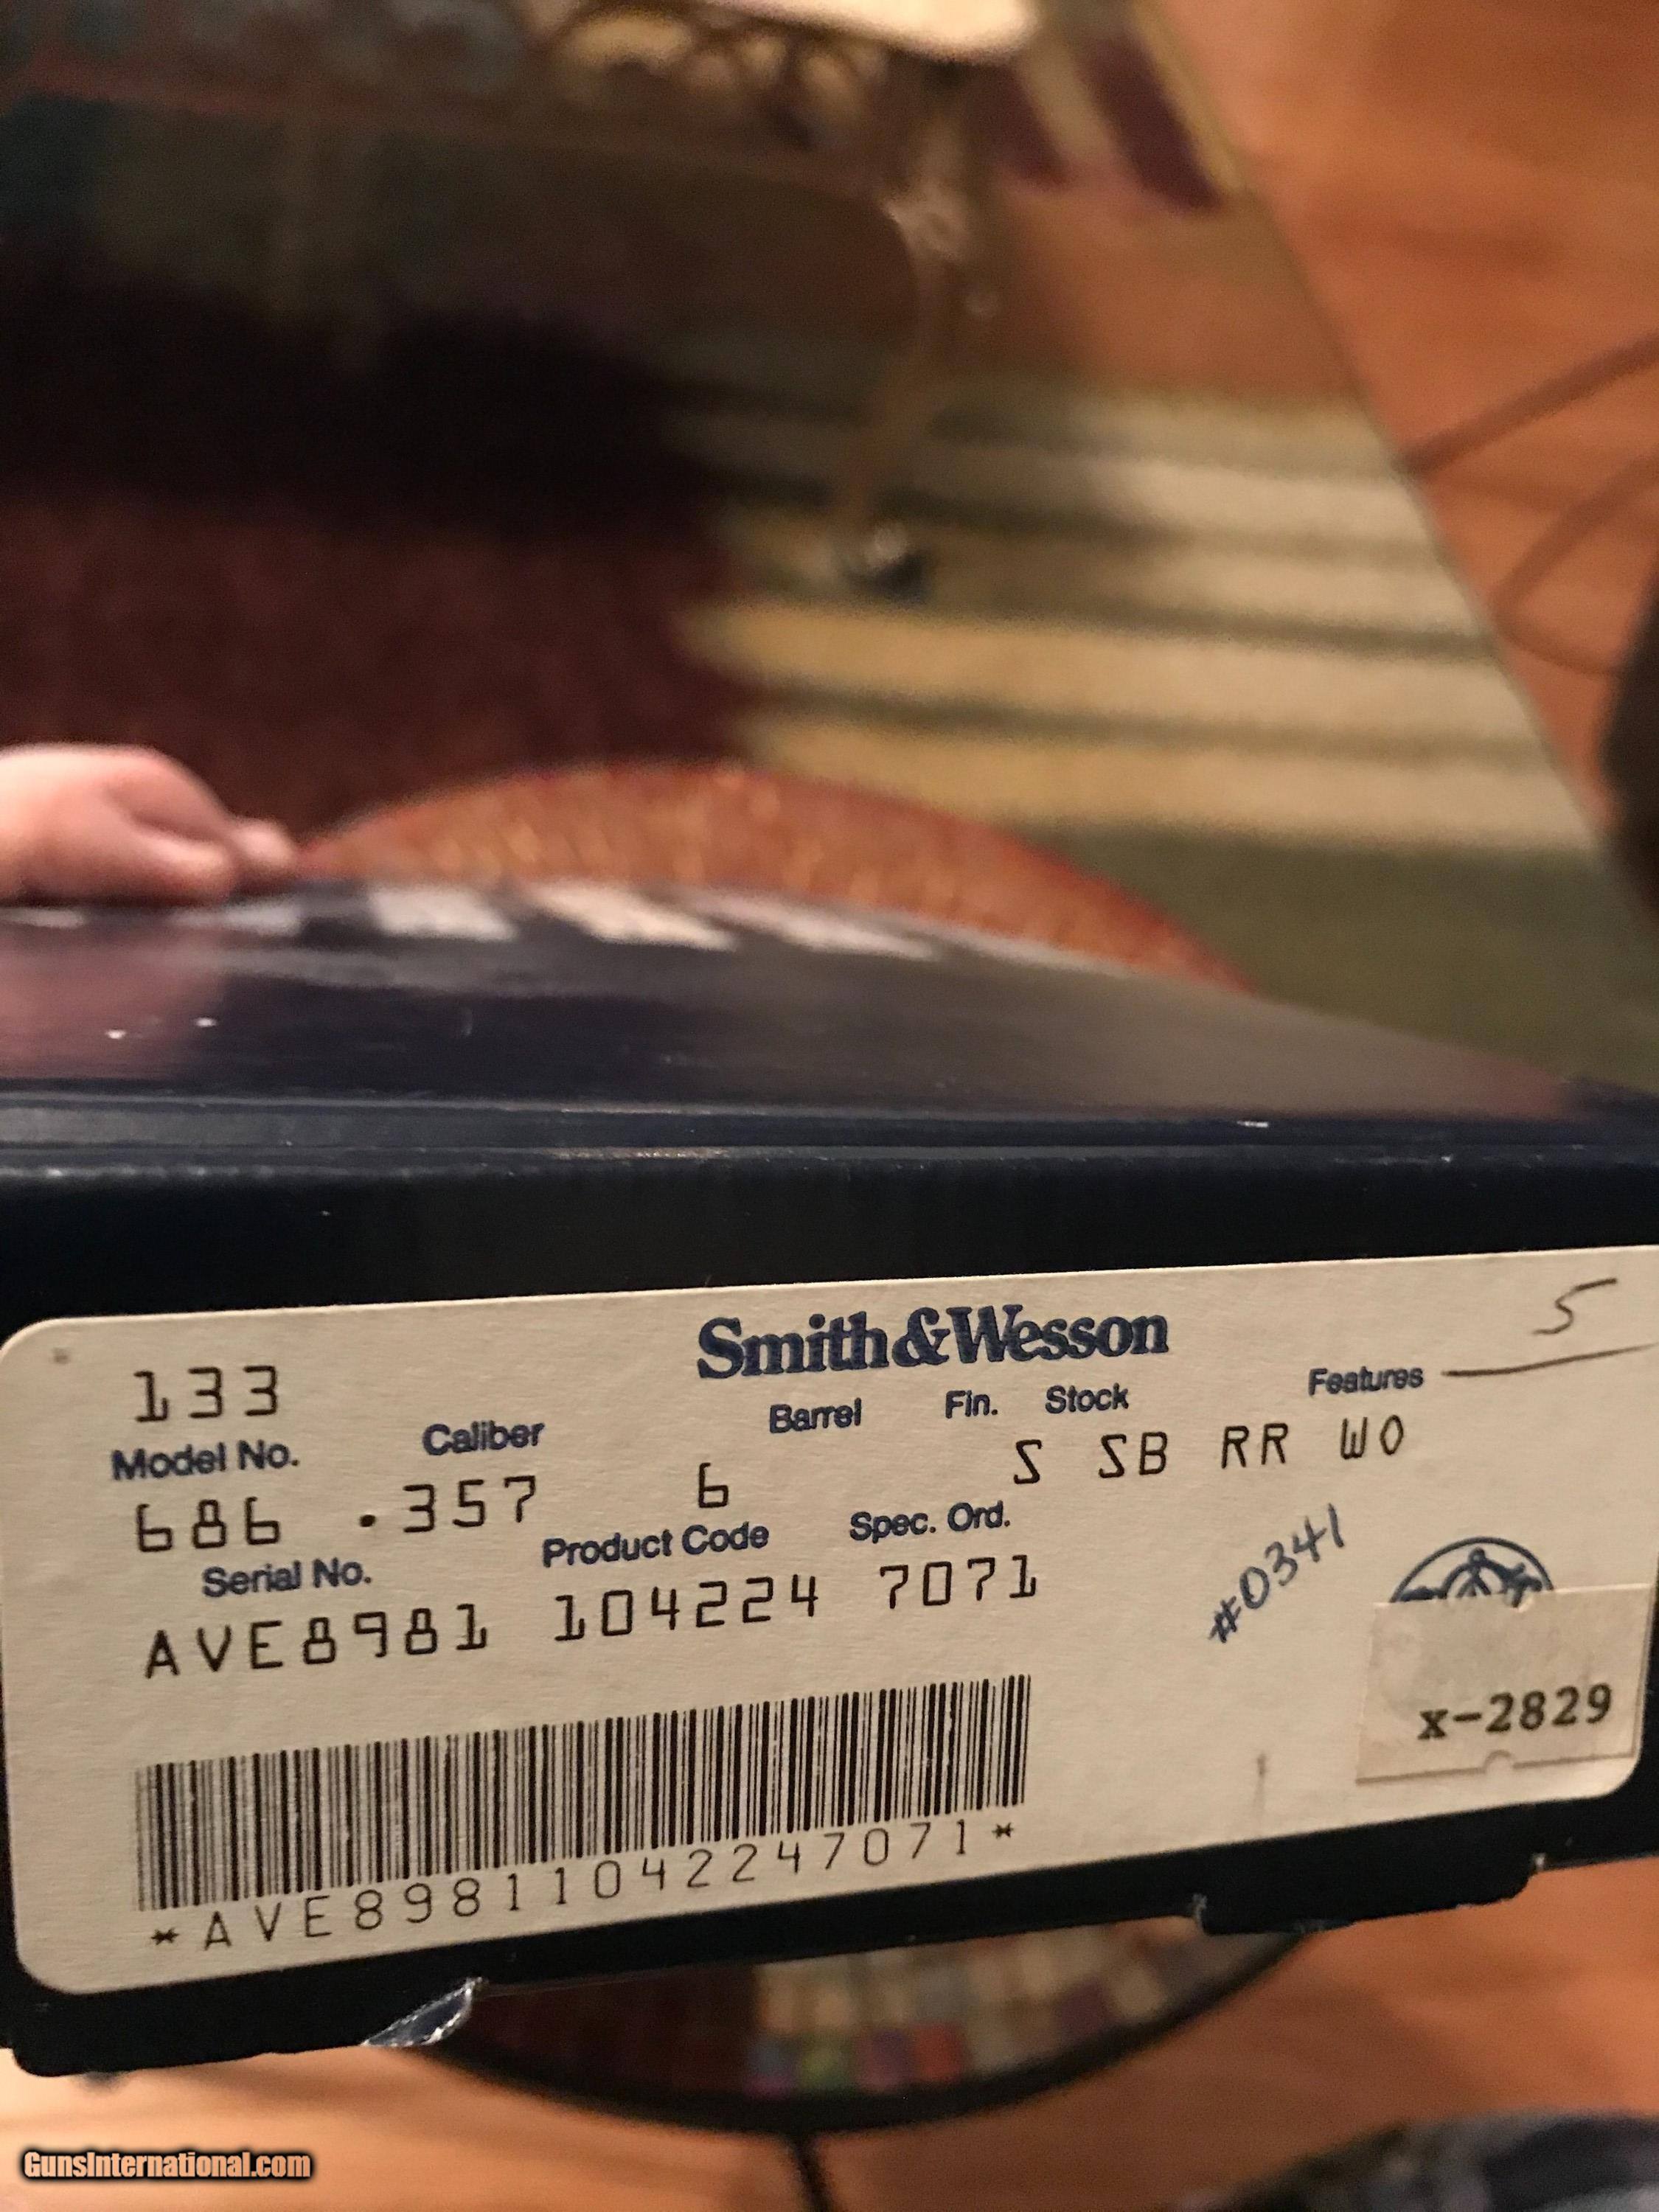 Smith&Wesson
5
133
Model No. Caliber Barrel Fin. Stock Features
686 .357 6 S SB RR WO
Serial No. Product Code Spec. Ord.
AVE8981 104224 7071
#0341
x-2829
*AVE89811042247071*
GunsInternational.com